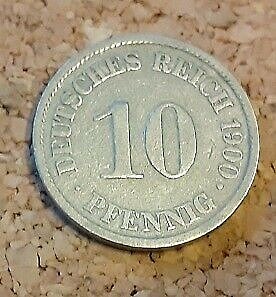 DEUTSCHES REICH 1900
10
PFENNIG